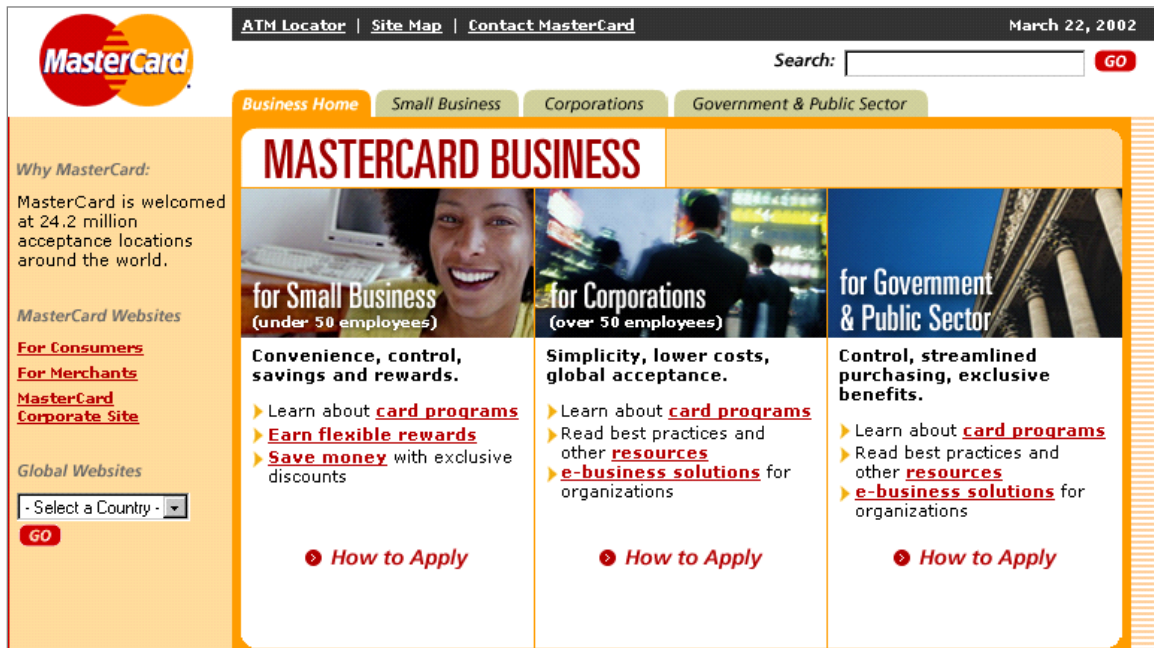 MasterCard
ATM Locator | Site Map | Contact MasterCard
March 22, 2002
Search:
GO
Business Home
Small Business
Corporations
Government & Public Sector
Why MasterCard:
MasterCard is welcomed
at 24.2 million
acceptance locations
around the world.
MasterCard Websites
For Consumers
For Merchants
MasterCard
Corporate Site
Global Websites
- Select a Country -
GO
MASTERCARD BUSINESS
for Small Business
(under 50 employees)
Convenience, control,
savings and rewards.
Learn about card programs
Earn flexible rewards
Save money with exclusive
discounts
How to Apply
for Corporations
(over 50 employees)
Simplicity, lower costs,
global acceptance.
Learn about card programs
Read best practices and
other resources
e-business solutions for
organizations
How to Apply
for Government
& Public Sector
Control, streamlined
purchasing, exclusive
benefits.
Learn about card programs
Read best practices and
other resources
e-business solutions for
organizations
How to Apply